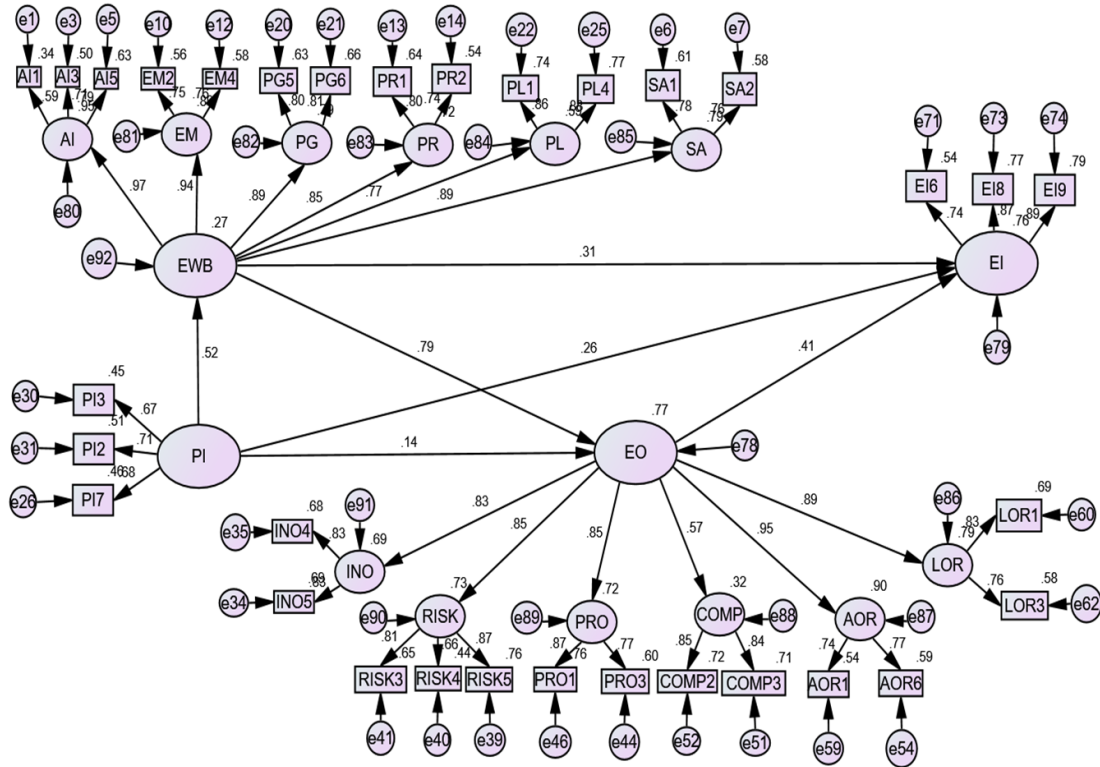 e1 e3 e5 e10 e12 e20 e21 e13 e14 e22 e25 e6 e7
.34 .50 .63 .56 .58 .63 .66 .64 .54 .74 .77 .61 .58
AI1 AI3 AI5 EM2 EM4 PG5 PG6 PR1 PR2 PL1 PL4 SA1 SA2
.59 .75 .80 .81 .80 .74 .86 .78
e81 e82 e83 e84 e85
AI EM PG PR PL SA
e71 e73 e74
.54 .77 .79
EI6 EI8 EI9
.74 .87 .76 .89
e80
.97 .94 .89 .85 .77 .89
.27
e92 EWB .31 EI
.52 .79 .26 .41 e79
e30 PI3 .45 .67
e31 PI2 .51 .71
e26 PI7 .46 .68
PI .14 EO .77 e78
.83 .85 .85 .57 .95 .89
e35 INO4 .68 .83 e91 .69
INO
e34 INO5
e86 .79 .83 LOR1 .69 e60
LOR
.76 LOR3 .58 e62
e90 RISK .73 e89 PRO .72 COMP .32 e88 AOR .90 e87
.81 .65 .66 .44 .87 .76 .87 .76 .77 .60 .85 .72 .84 .71 .74 .54 .77 .59
RISK3 RISK4 RISK5 PRO1 PRO3 COMP2 COMP3 AOR1 AOR6
e41 e40 e39 e46 e44 e52 e51 e59 e54